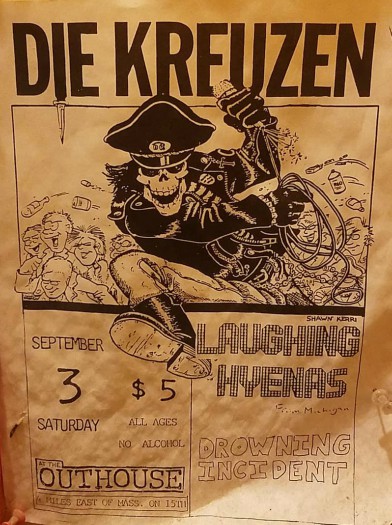 DIE KREUZEN
SHAWN KERRI
SEPTEMBER
3
$5
SATURDAY
ALL AGES
NO ALCOHOL
LAUGHING
HYENAS
From Michigan
DROWNING
INCIDENT
AT THE
OUTHOUSE
MILES EAST OF MASS. ON 15TH